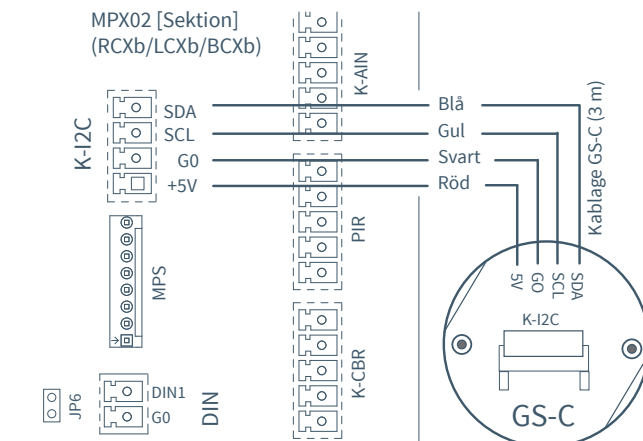 MPX02 [Sektion]
(RCXb/LCXb/BCXb)
K-AIN
K-I2C
SDA
SCL
G0
+5V
Blå
Gul
Svart
Röd
Kablage GS-C (3 m)
PIR
MPS
5V
GO
SCL
SDA
K-I2C
GS-C
K-CBR
JP6
DIN1
G0
DIN